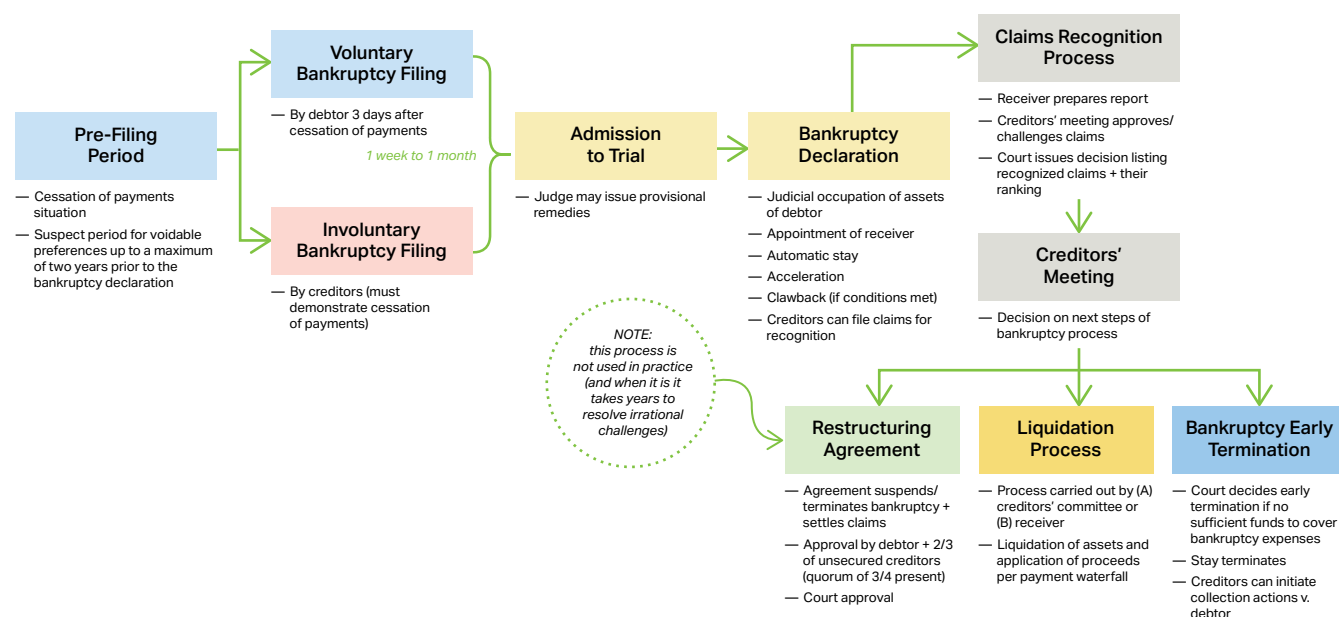 Pre-Filing
Period
— Cessation of payments
situation
— Suspect period for voidable
preferences up to a maximum
of two years prior to the
bankruptcy declaration
Voluntary
Bankruptcy Filing
— By debtor 3 days after
cessation of payments
1 week to 1 month
Involuntary
Bankruptcy Filing
— By creditors (must
demonstrate cessation
of payments)
Admission
to Trial
— Judge may issue provisional
remedies
Bankruptcy
Declaration
— Judicial occupation of assets
of debtor
— Appointment of receiver
— Automatic stay
— Acceleration
— Clawback (if conditions met)
— Creditors can file claims for
recognition
Claims Recognition
Process
— Receiver prepares report
— Creditors’ meeting approves/
challenges claims
— Court issues decision listing
recognized claims + their
ranking
Creditors’
Meeting
— Decision on next steps of
bankruptcy process
NOTE:
this process is
not used in practice
(and when it is it
takes years to
resolve irrational
challenges)
Restructuring
Agreement
— Agreement suspends/
terminates bankruptcy +
settles claims
— Approval by debtor + 2/3
of unsecured creditors
(quorum of 3/4 present)
— Court approval
Liquidation
Process
— Process carried out by (A)
creditors’ committee or
(B) receiver
— Liquidation of assets and
application of proceeds
per payment waterfall
Bankruptcy Early
Termination
— Court decides early
termination if no
sufficient funds to cover
bankruptcy expenses
— Stay terminates
— Creditors can initiate
collection actions v.
debtor